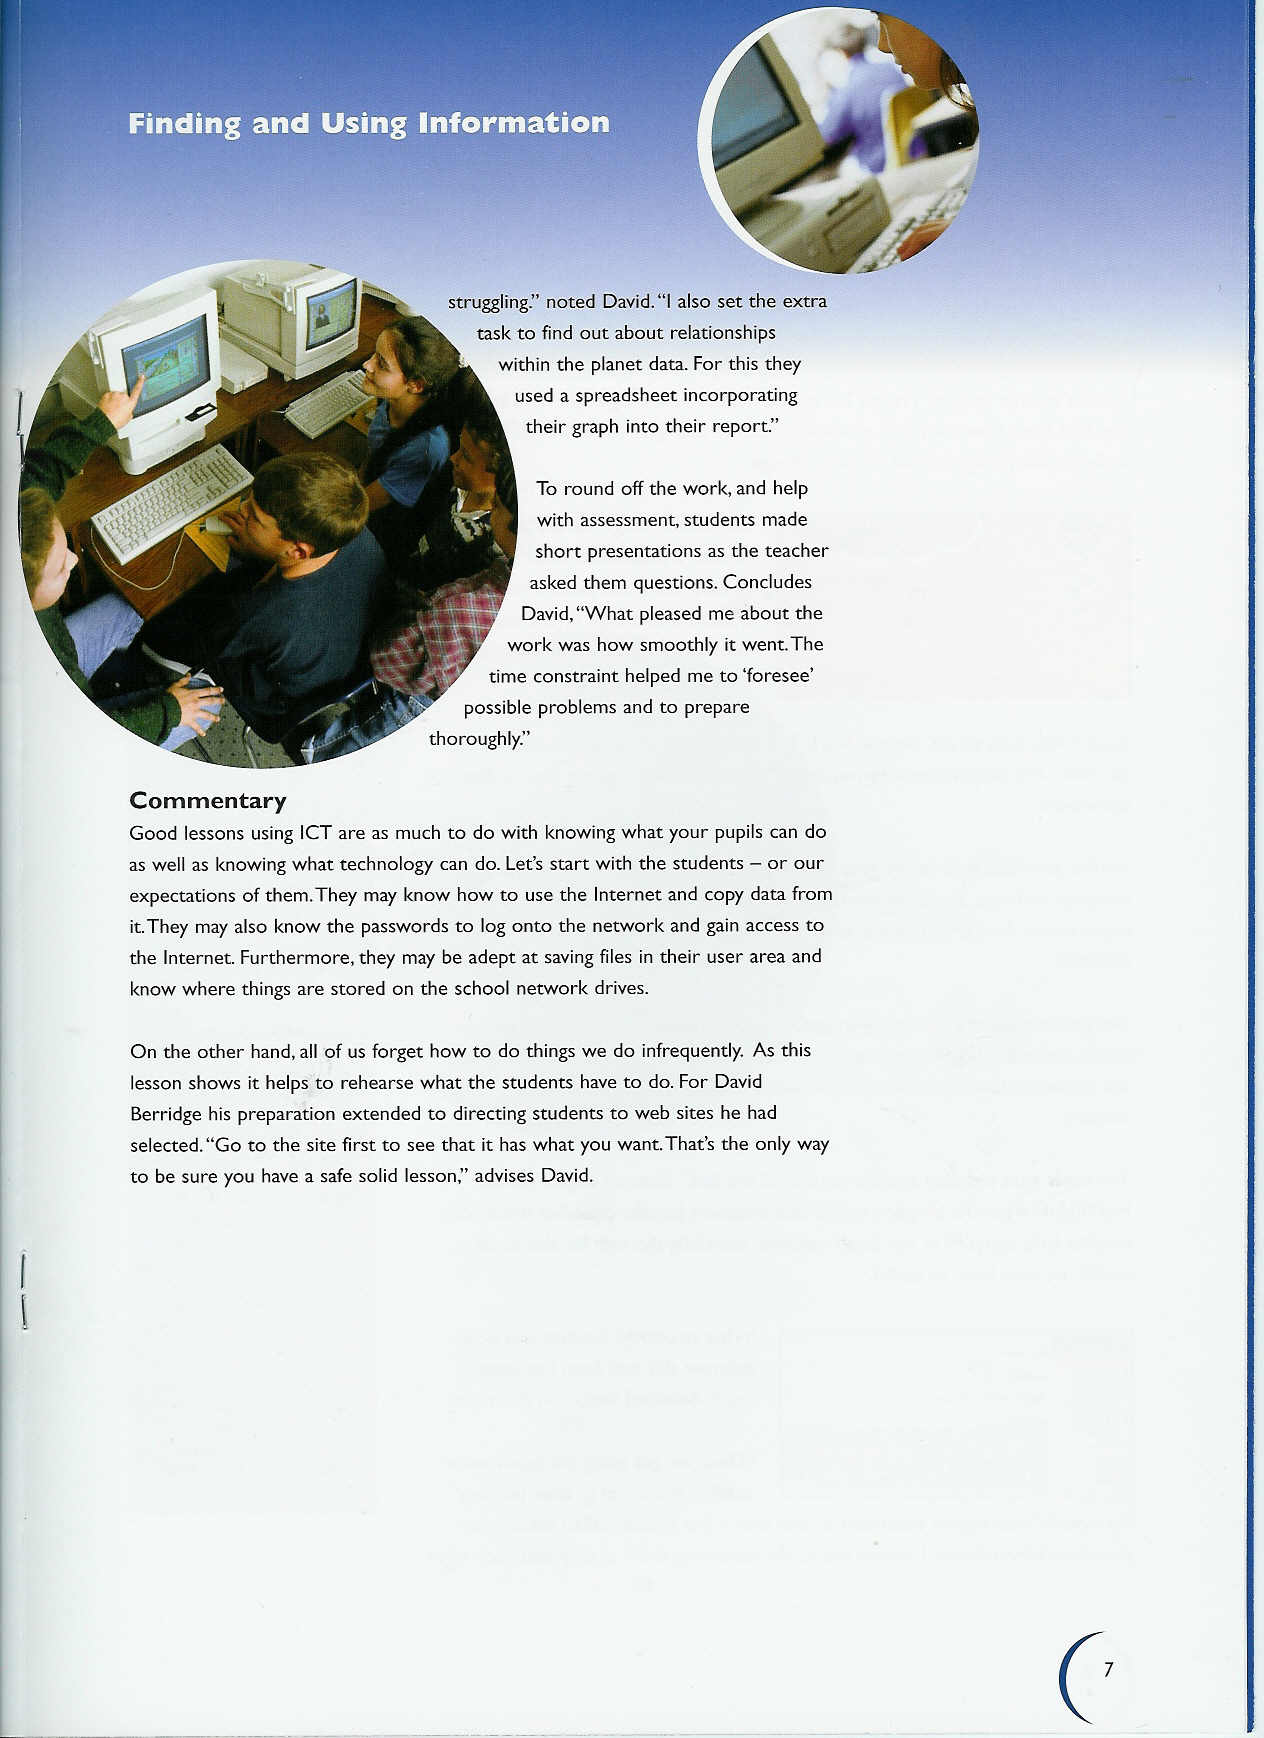 Finding and Using Information
struggling.” noted David. “I also set the extra
task to find out about relationships
within the planet data. For this they
used a spreadsheet incorporating
their graph into their report.”
To round off the work, and help
with assessment, students made
short presentations as the teacher
asked them questions. Concludes
David, “What pleased me about the
work was how smoothly it went. The
time constraint helped me to ‘foresee’
possible problems and to prepare
thoroughly.”
Commentary
Good lessons using ICT are as much to do with knowing what your pupils can do
as well as knowing what technology can do. Let’s start with the students – or our
expectations of them. They may know how to use the Internet and copy data from
it. They may also know the passwords to log onto the network and gain access to
the Internet. Furthermore, they may be adept at saving files in their user area and
know where things are stored on the school network drives.
On the other hand, all of us forget how to do things we do infrequently. As this
lesson shows it helps to rehearse what the students have to do. For David
Berridge his preparation extended to directing students to web sites he had
selected. “Go to the site first to see that it has what you want. That’s the only way
to be sure you have a safe solid lesson,” advises David.
7